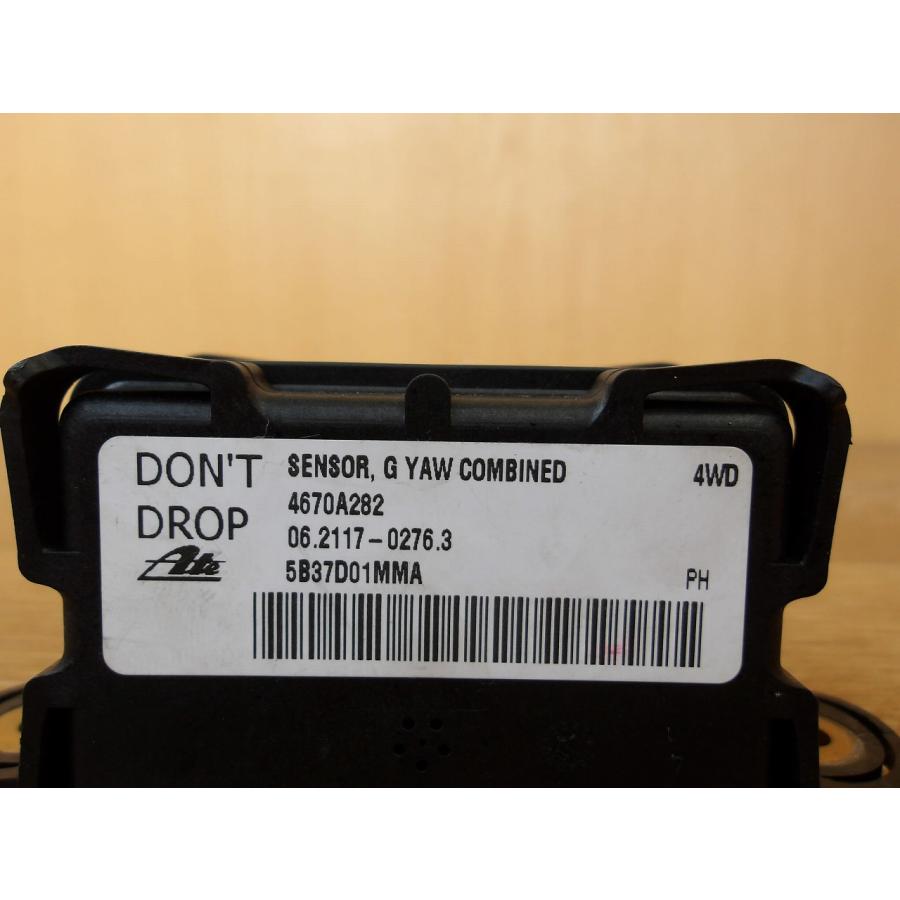 DON'T
DROP
Ate
SENSOR, G YAW COMBINED
4WD
4670A282
06.2117-0276.3
5B37D01MMA
PH